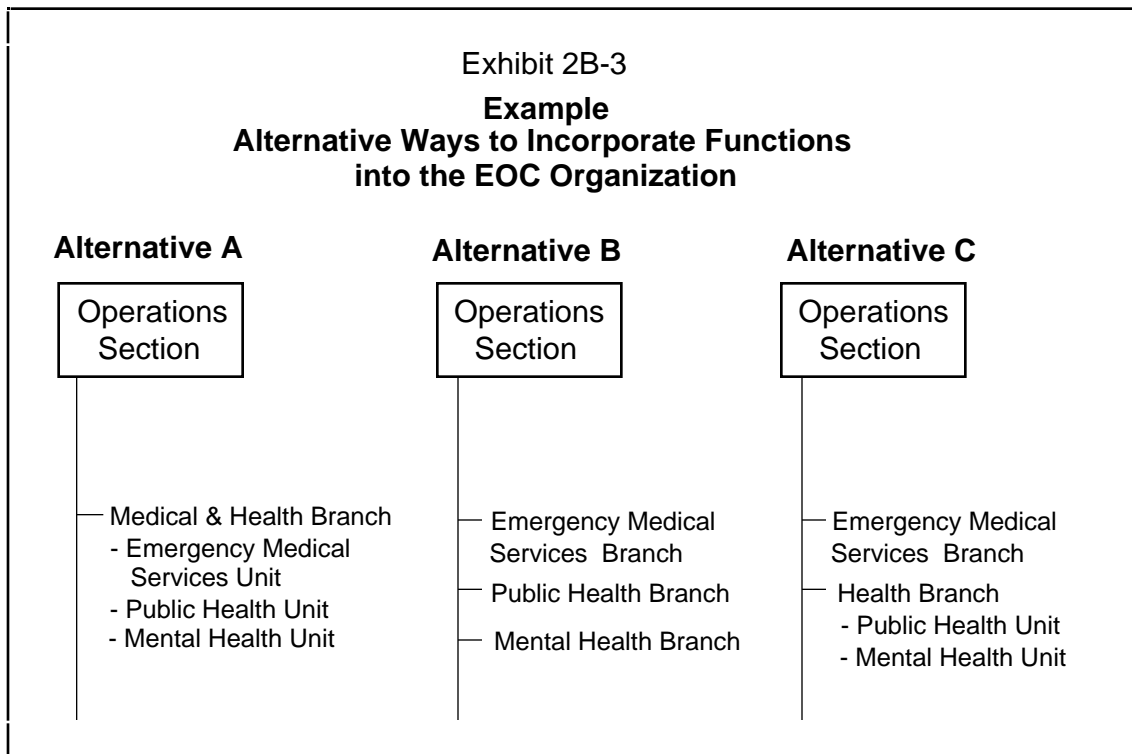 Exhibit 2B-3
Example
Alternative Ways to Incorporate Functions
into the EOC Organization
Alternative A
Operations
Section
Medical & Health Branch
- Emergency Medical
Services Unit
- Public Health Unit
- Mental Health Unit
Alternative B
Operations
Section
Emergency Medical
Services Branch
Public Health Branch
Mental Health Branch
Alternative C
Operations
Section
Emergency Medical
Services Branch
Health Branch
- Public Health Unit
- Mental Health Unit